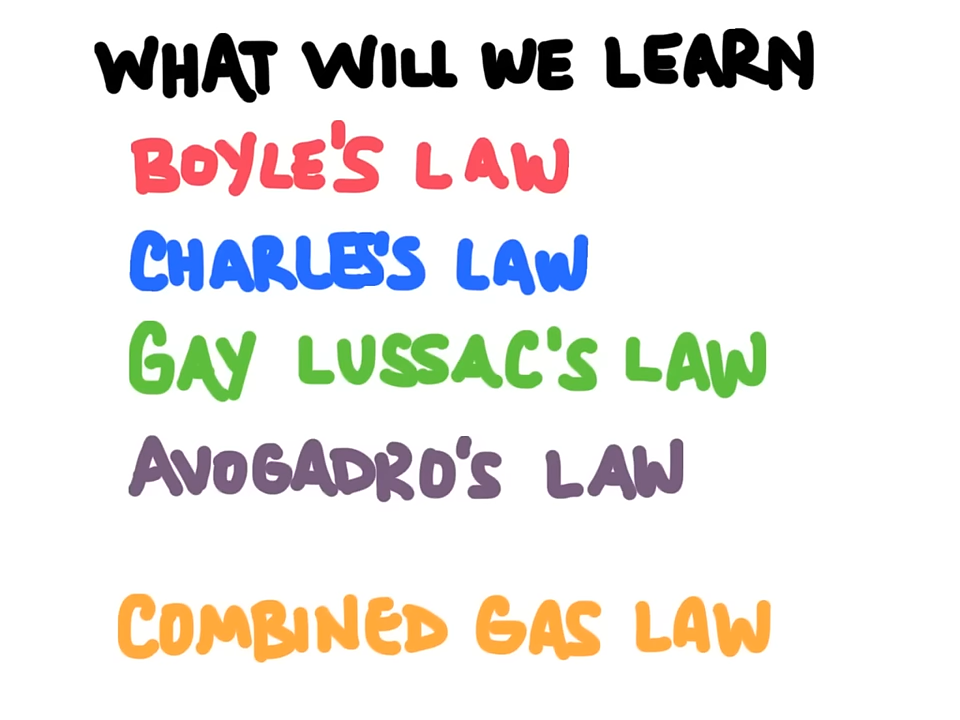 WHAT WILL WE LEARN
BOYLE'S LAW
CHARLES'S LAW
GAY LUSSAC'S LAW
AVOGADRO'S LAW
COMBINED GAS LAW